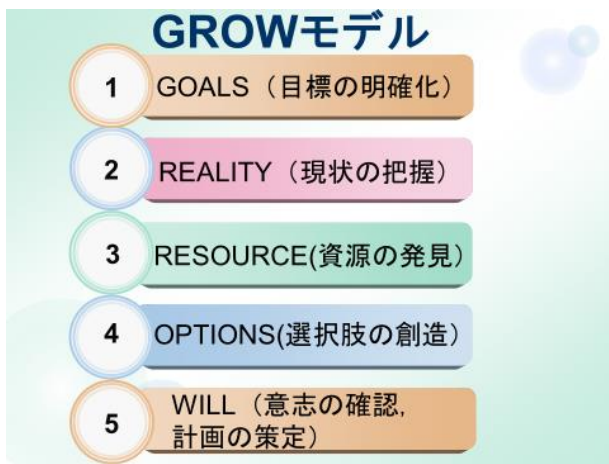 GROWモデル
1 GOALS（目標の明確化）
2 REALITY（現状の把握）
3 RESOURCE(資源の発見）
4 OPTIONS(選択肢の創造）
5 WILL（意志の確認,
計画の策定）